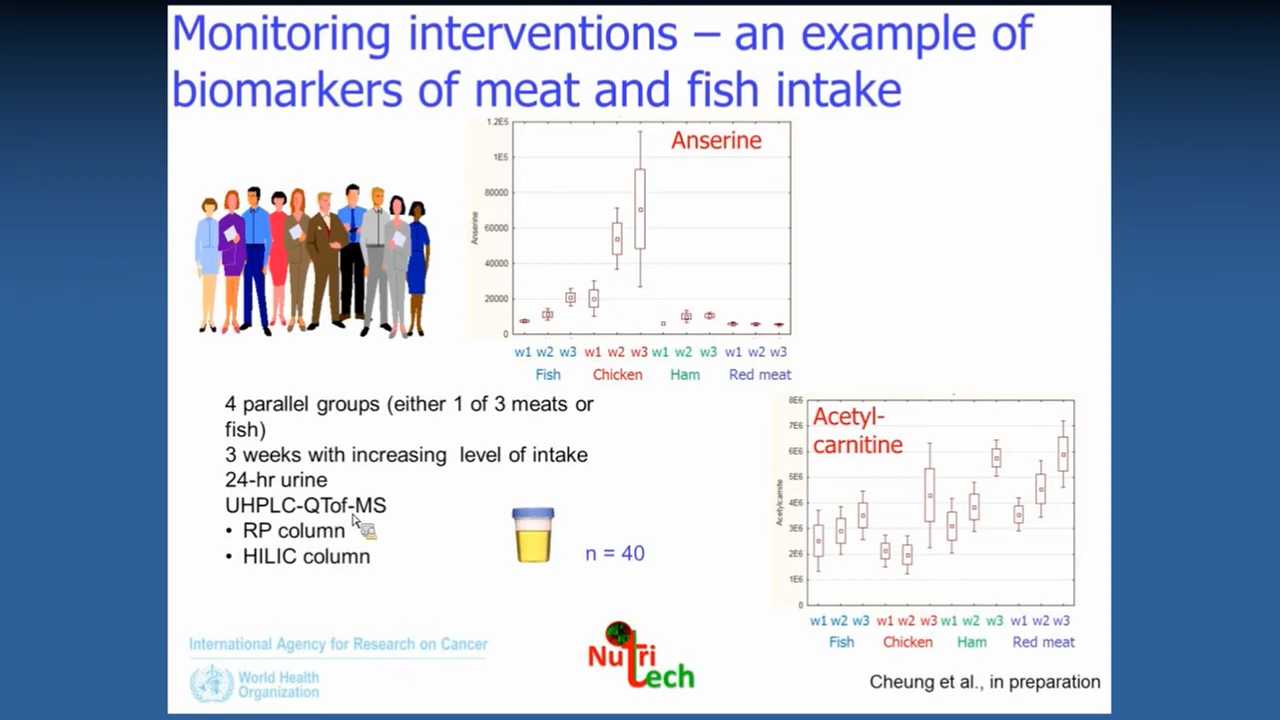 Monitoring interventions – an example of
biomarkers of meat and fish intake
Anserine
Anserine
1.2E5
1E5
80000
60000
40000
20000
0
w1 w2 w3 w1 w2 w3 w1 w2 w3 w1 w2 w3
Fish Chicken Ham Red meat
4 parallel groups (either 1 of 3 meats or
fish)
3 weeks with increasing level of intake
24-hr urine
UHPLC-QTof-MS
• RP column
• HILIC column
n = 40
Acetyl-
carnitine
8E6
7E6
6E6
5E6
4E6
3E6
2E6
1E6
0
w1 w2 w3 w1 w2 w3 w1 w2 w3 w1 w2 w3
Fish Chicken Ham Red meat
International Agency for Research on Cancer
World Health
Organization
Nutri
tech
Cheung et al., in preparation